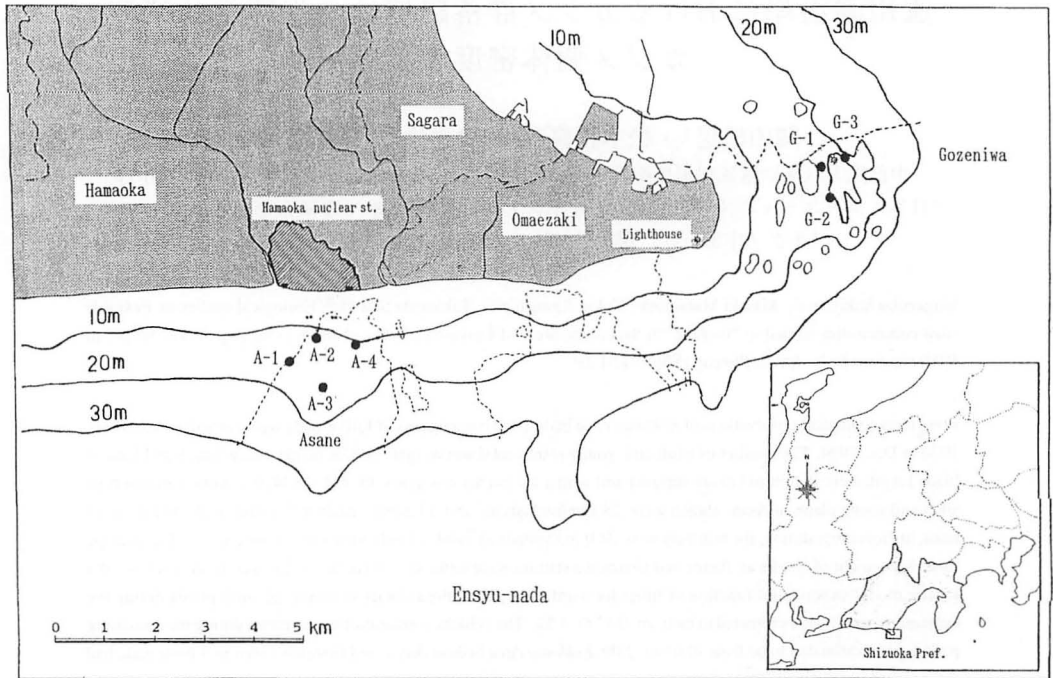 10m
20m
30m
G-1
G-3
Gozeniwa
G-2
Sagara
Hamaoka
Hamaoka nuclear st.
Omaezaki
Lighthouse
10m
20m
30m
A-1
A-2
A-4
A-3
Asane
Ensyu-nada
0 1 2 3 4 5 km
N
Shizuoka Pref.